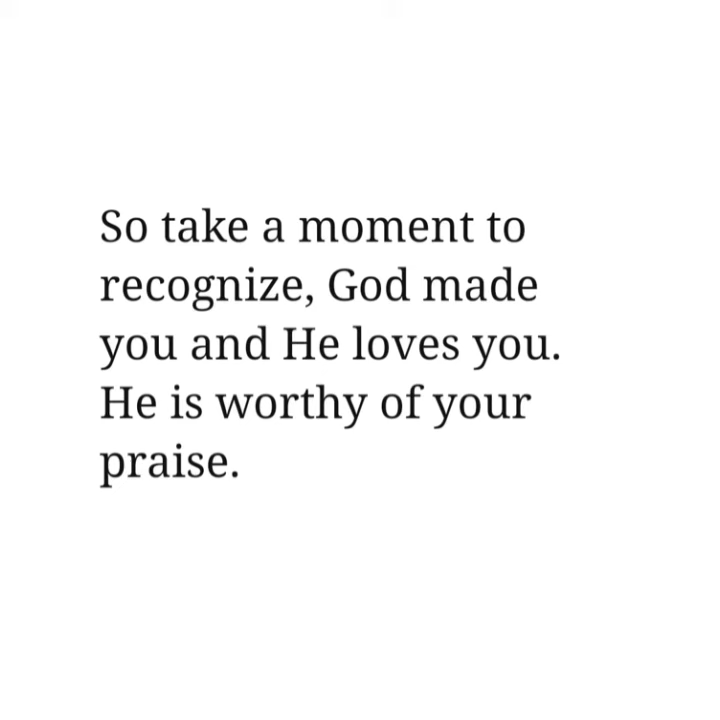 So take a moment to
recognize, God made
you and He loves you.
He is worthy of your
praise.